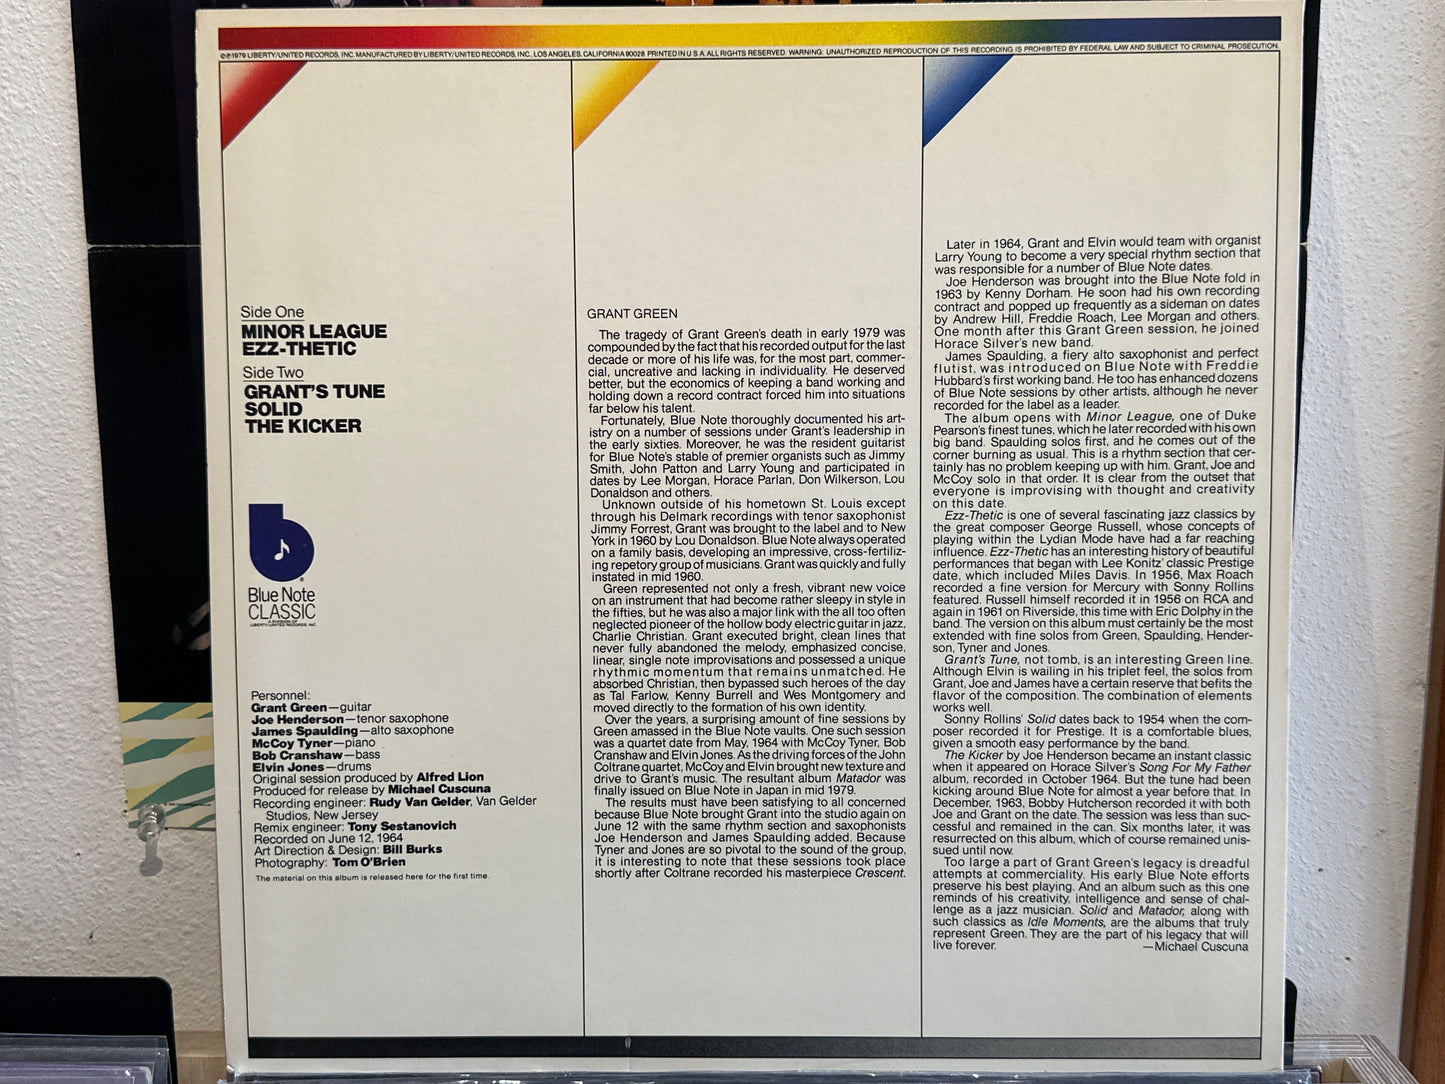 ©℗1979 LIBERTY/UNITED RECORDS, INC. MANUFACTURED BY LIBERTY/UNITED RECORDS, INC., LOS ANGELES, CALIFORNIA 90028. PRINTED IN U.S.A. ALL RIGHTS RESERVED. WARNING: UNAUTHORIZED REPRODUCTION OF THIS RECORDING IS PROHIBITED BY FEDERAL LAW AND SUBJECT TO CRIMINAL PROSECUTION.
Side One
MINOR LEAGUE
EZZ-THETIC
Side Two
GRANT'S TUNE
SOLID
THE KICKER
Blue Note
CLASSIC
A DIVISION OF
LIBERTY/UNITED RECORDS, INC.
Personnel:
Grant Green—guitar
Joe Henderson—tenor saxophone
James Spaulding—alto saxophone
McCoy Tyner—piano
Bob Cranshaw—bass
Elvin Jones—drums
Original session produced by Alfred Lion
Produced for release by Michael Cuscuna
Recording engineer: Rudy Van Gelder, Van Gelder
Studios, New Jersey
Remix engineer: Tony Sestanovich
Recorded on June 12, 1964
Art Direction & Design: Bill Burks
Photography: Tom O'Brien
The material on this album is released here for the first time.
GRANT GREEN
The tragedy of Grant Green's death in early 1979 was
compounded by the fact that his recorded output for the last
decade or more of his life was, for the most part, commer-
cial, uncreative and lacking in individuality. He deserved
better, but the economics of keeping a band working and
holding down a record contract forced him into situations
far below his talent.
Fortunately, Blue Note thoroughly documented his art-
istry on a number of sessions under Grant's leadership in
the early sixties. Moreover, he was the resident guitarist
for Blue Note's stable of premier organists such as Jimmy
Smith, John Patton and Larry Young and participated in
dates by Lee Morgan, Horace Parlan, Don Wilkerson, Lou
Donaldson and others.
Unknown outside of his hometown St. Louis except
through his Delmark recordings with tenor saxophonist
Jimmy Forrest, Grant was brought to the label and to New
York in 1960 by Lou Donaldson. Blue Note always operated
on a family basis, developing an impressive, cross-fertiliz-
ing repetory group of musicians. Grant was quickly and fully
instated in mid 1960.
Green represented not only a fresh, vibrant new voice
on an instrument that had become rather sleepy in style in
the fifties, but he was also a major link with the all too often
neglected pioneer of the hollow body electric guitar in jazz,
Charlie Christian. Grant executed bright, clean lines that
never fully abandoned the melody, emphasized concise,
linear, single note improvisations and possessed a unique
rhythmic momentum that remains unmatched. He
absorbed Christian, then bypassed such heroes of the day
as Tal Farlow, Kenny Burrell and Wes Montgomery and
moved directly to the formation of his own identity.
Over the years, a surprising amount of fine sessions by
Green amassed in the Blue Note vaults. One such session
was a quartet date from May, 1964 with McCoy Tyner, Bob
Cranshaw and Elvin Jones. As the driving forces of the John
Coltrane quartet, McCoy and Elvin brought new texture and
drive to Grant's music. The resultant album Matador was
finally issued on Blue Note in Japan in mid 1979.
The results must have been satisfying to all concerned
because Blue Note brought Grant into the studio again on
June 12 with the same rhythm section and saxophonists
Joe Henderson and James Spaulding added. Because
Tyner and Jones are so pivotal to the sound of the group,
it is interesting to note that these sessions took place
shortly after Coltrane recorded his masterpiece Crescent.
Later in 1964, Grant and Elvin would team with organist
Larry Young to become a very special rhythm section that
was responsible for a number of Blue Note dates.
Joe Henderson was brought into the Blue Note fold in
1963 by Kenny Dorham. He soon had his own recording
contract and popped up frequently as a sideman on dates
by Andrew Hill, Freddie Roach, Lee Morgan and others.
One month after this Grant Green session, he joined
Horace Silver's new band.
James Spaulding, a fiery alto saxophonist and perfect
flutist, was introduced on Blue Note with Freddie
Hubbard's first working band. He too has enhanced dozens
of Blue Note sessions by other artists, although he never
recorded for the label as a leader.
The album opens with Minor League, one of Duke
Pearson's finest tunes, which he later recorded with his own
big band. Spaulding solos first, and he comes out of the
corner burning as usual. This is a rhythm section that cer-
tainly has no problem keeping up with him. Grant, Joe and
McCoy solo in that order. It is clear from the outset that
everyone is improvising with thought and creativity
on this date.
Ezz-Thetic is one of several fascinating jazz classics by
the great composer George Russell, whose concepts of
playing within the Lydian Mode have had a far reaching
influence. Ezz-Thetic has an interesting history of beautiful
performances that began with Lee Konitz' classic Prestige
date, which included Miles Davis. In 1956, Max Roach
recorded a fine version for Mercury with Sonny Rollins
featured. Russell himself recorded it in 1956 on RCA and
again in 1961 on Riverside, this time with Eric Dolphy in the
band. The version on this album must certainly be the most
extended with fine solos from Green, Spaulding, Hender-
son, Tyner and Jones.
Grant's Tune, not tomb, is an interesting Green line.
Although Elvin is wailing in his triplet feel, the solos from
Grant, Joe and James have a certain reserve that befits the
flavor of the composition. The combination of elements
works well.
Sonny Rollins' Solid dates back to 1954 when the com-
poser recorded it for Prestige. It is a comfortable blues,
given a smooth easy performance by the band.
The Kicker by Joe Henderson became an instant classic
when it appeared on Horace Silver's Song For My Father
album, recorded in October 1964. But the tune had been
kicking around Blue Note for almost a year before that. In
December, 1963, Bobby Hutcherson recorded it with both
Joe and Grant on the date. The session was less than suc-
cessful and remained in the can. Six months later, it was
resurrected on this album, which of course remained unis-
sued until now.
Too large a part of Grant Green's legacy is dreadful
attempts at commerciality. His early Blue Note efforts
preserve his best playing. And an album such as this one
reminds of his creativity, intelligence and sense of chal-
lenge as a jazz musician. Solid and Matador, along with
such classics as Idle Moments, are the albums that truly
represent Green. They are the part of his legacy that will
live forever.
—Michael Cuscuna